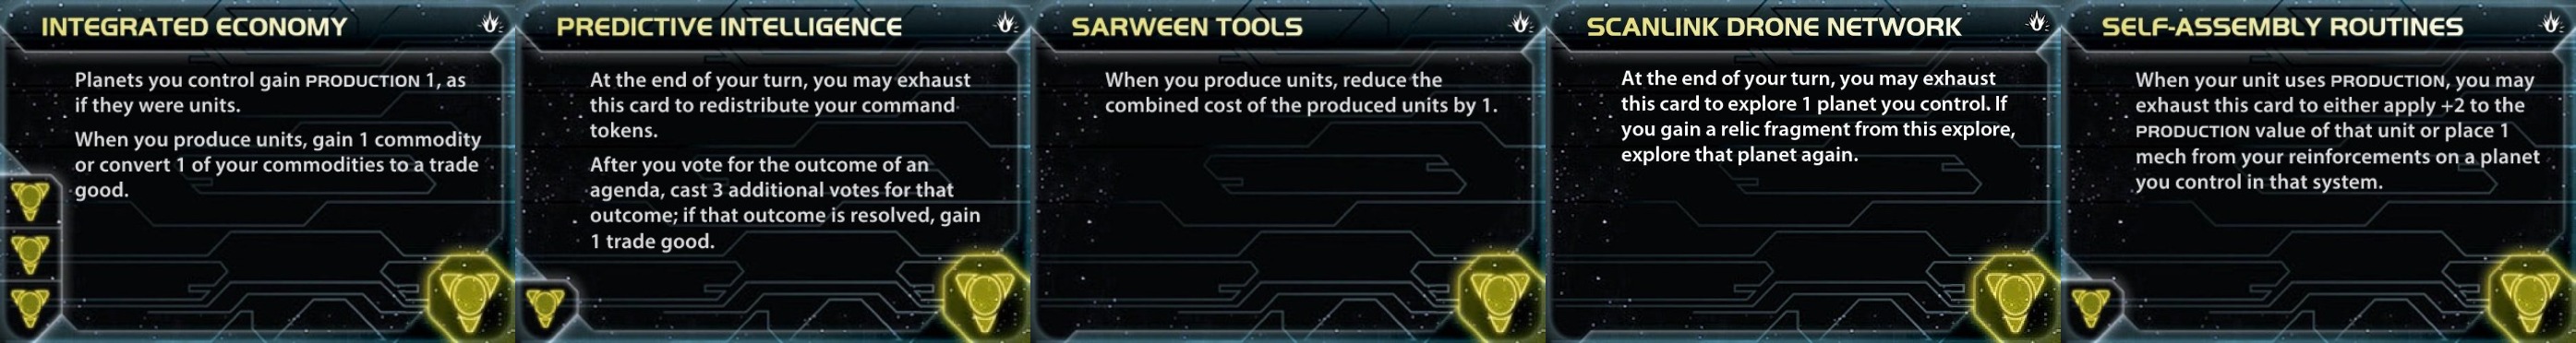 INTEGRATED ECONOMY
Planets you control gain PRODUCTION 1, as
if they were units.
When you produce units, gain 1 commodity
or convert 1 of your commodities to a trade
good.
PREDICTIVE INTELLIGENCE
At the end of your turn, you may exhaust
this card to redistribute your command
tokens.
After you vote for the outcome of an
agenda, cast 3 additional votes for that
outcome; if that outcome is resolved, gain
1 trade good.
SARWEEN TOOLS
When you produce units, reduce the
combined cost of the produced units by 1.
SCANLINK DRONE NETWORK
At the end of your turn, you may exhaust
this card to explore 1 planet you control. If
you gain a relic fragment from this explore,
explore that planet again.
SELF-ASSEMBLY ROUTINES
When your unit uses PRODUCTION, you may
exhaust this card to either apply +2 to the
PRODUCTION value of that unit or place 1
mech from your reinforcements on a planet
you control in that system.